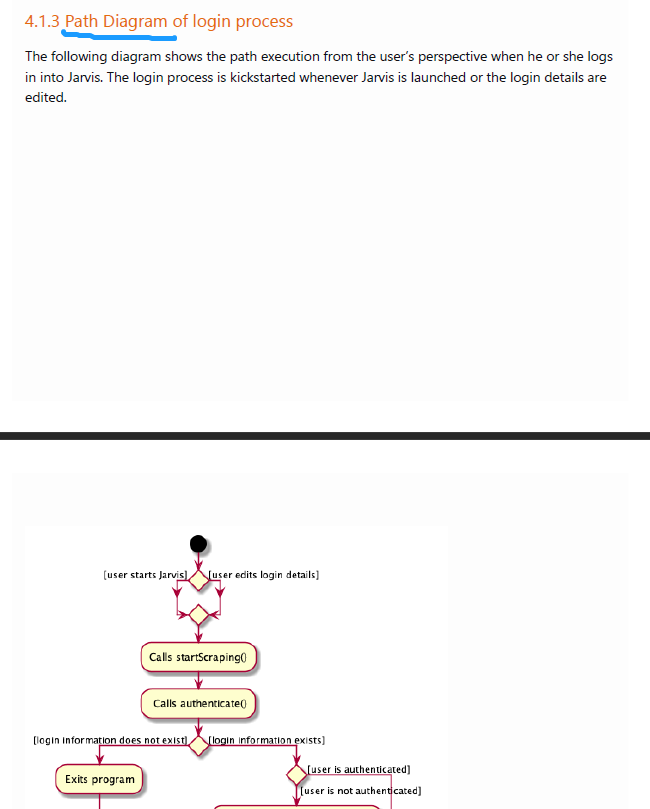 4.1.3 Path Diagram of login process
The following diagram shows the path execution from the user's perspective when he or she logs
in into Jarvis. The login process is kickstarted whenever Jarvis is launched or the login details are
edited.
[user starts Jarvis] [user edits login details]
Calls startScraping()
Calls authenticate()
[login information does not exist] [login information exists]
Exits program
[user is authenticated]
[user is not authenticated]